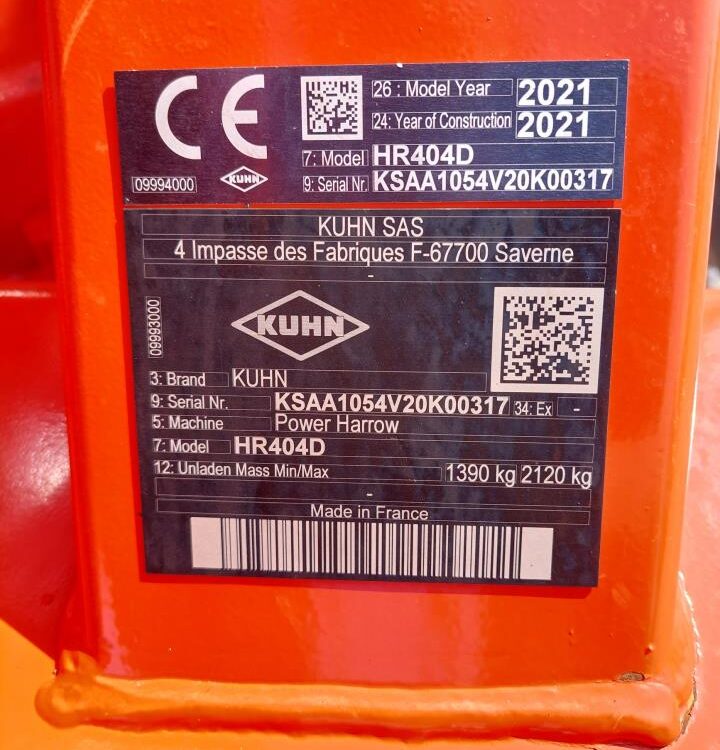 CE
26 : Model Year 2021
24: Year of Construction 2021
7: Model HR404D
09994000 KUHN 9: Serial Nr. KSAA1054V20K00317
KUHN SAS
4 Impasse des Fabriques F-67700 Saverne
-
09993000
KUHN
3: Brand KUHN
9: Serial Nr. KSAA1054V20K00317 34: Ex -
5: Machine Power Harrow
7: Model HR404D
12: Unladen Mass Min/Max 1390 kg 2120 kg
-
Made in France